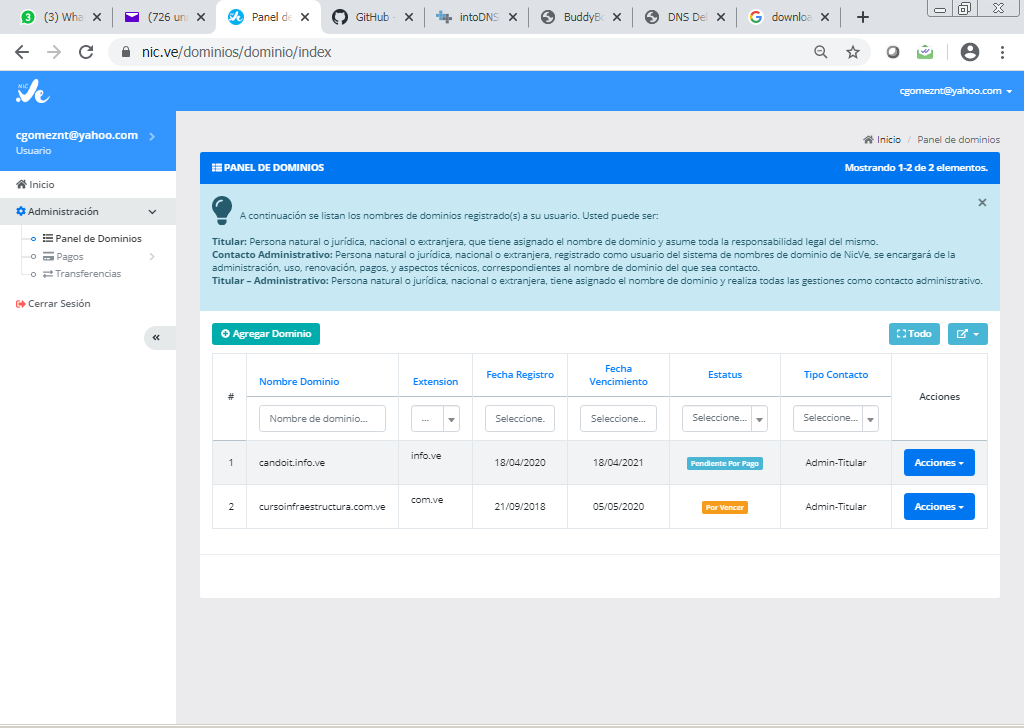 (3) Wha
(726 un
Panel de
GitHub
intoDNS
BuddyBo
DNS Del
downloa
nic.ve/dominios/dominio/index
NIC
Ve
cgomeznt@yahoo.com
cgomeznt@yahoo.com
Usuario
Inicio
Administración
Panel de Dominios
Pagos
Transferencias
Cerrar Sesión
«
Inicio / Panel de dominios
PANEL DE DOMINIOS
Mostrando 1-2 de 2 elementos.
A continuación se listan los nombres de dominios registrado(s) a su usuario. Usted puede ser:
Titular: Persona natural o jurídica, nacional o extranjera, que tiene asignado el nombre de dominio y asume toda la responsabilidad legal del mismo.
Contacto Administrativo: Persona natural o jurídica, nacional o extranjera, registrado como usuario del sistema de nombres de dominio de NicVe, se encargará de la
administración, uso, renovación, pagos, y aspectos técnicos, correspondientes al nombre de dominio del que sea contacto.
Titular – Administrativo: Persona natural o jurídica, nacional o extranjera, tiene asignado el nombre de dominio y realiza todas las gestiones como contacto administrativo.
Agregar Dominio
Todo
# Nombre Dominio Extension Fecha Registro Fecha Vencimiento Estatus Tipo Contacto Acciones
Nombre de dominio... ... Seleccione. Seleccione... Seleccione... Seleccione...
1 candoit.info.ve info.ve 18/04/2020 18/04/2021 Pendiente Por Pago Admin-Titular Acciones
2 cursoinfraestructura.com.ve com.ve 21/09/2018 05/05/2020 Por Vencer Admin-Titular Acciones